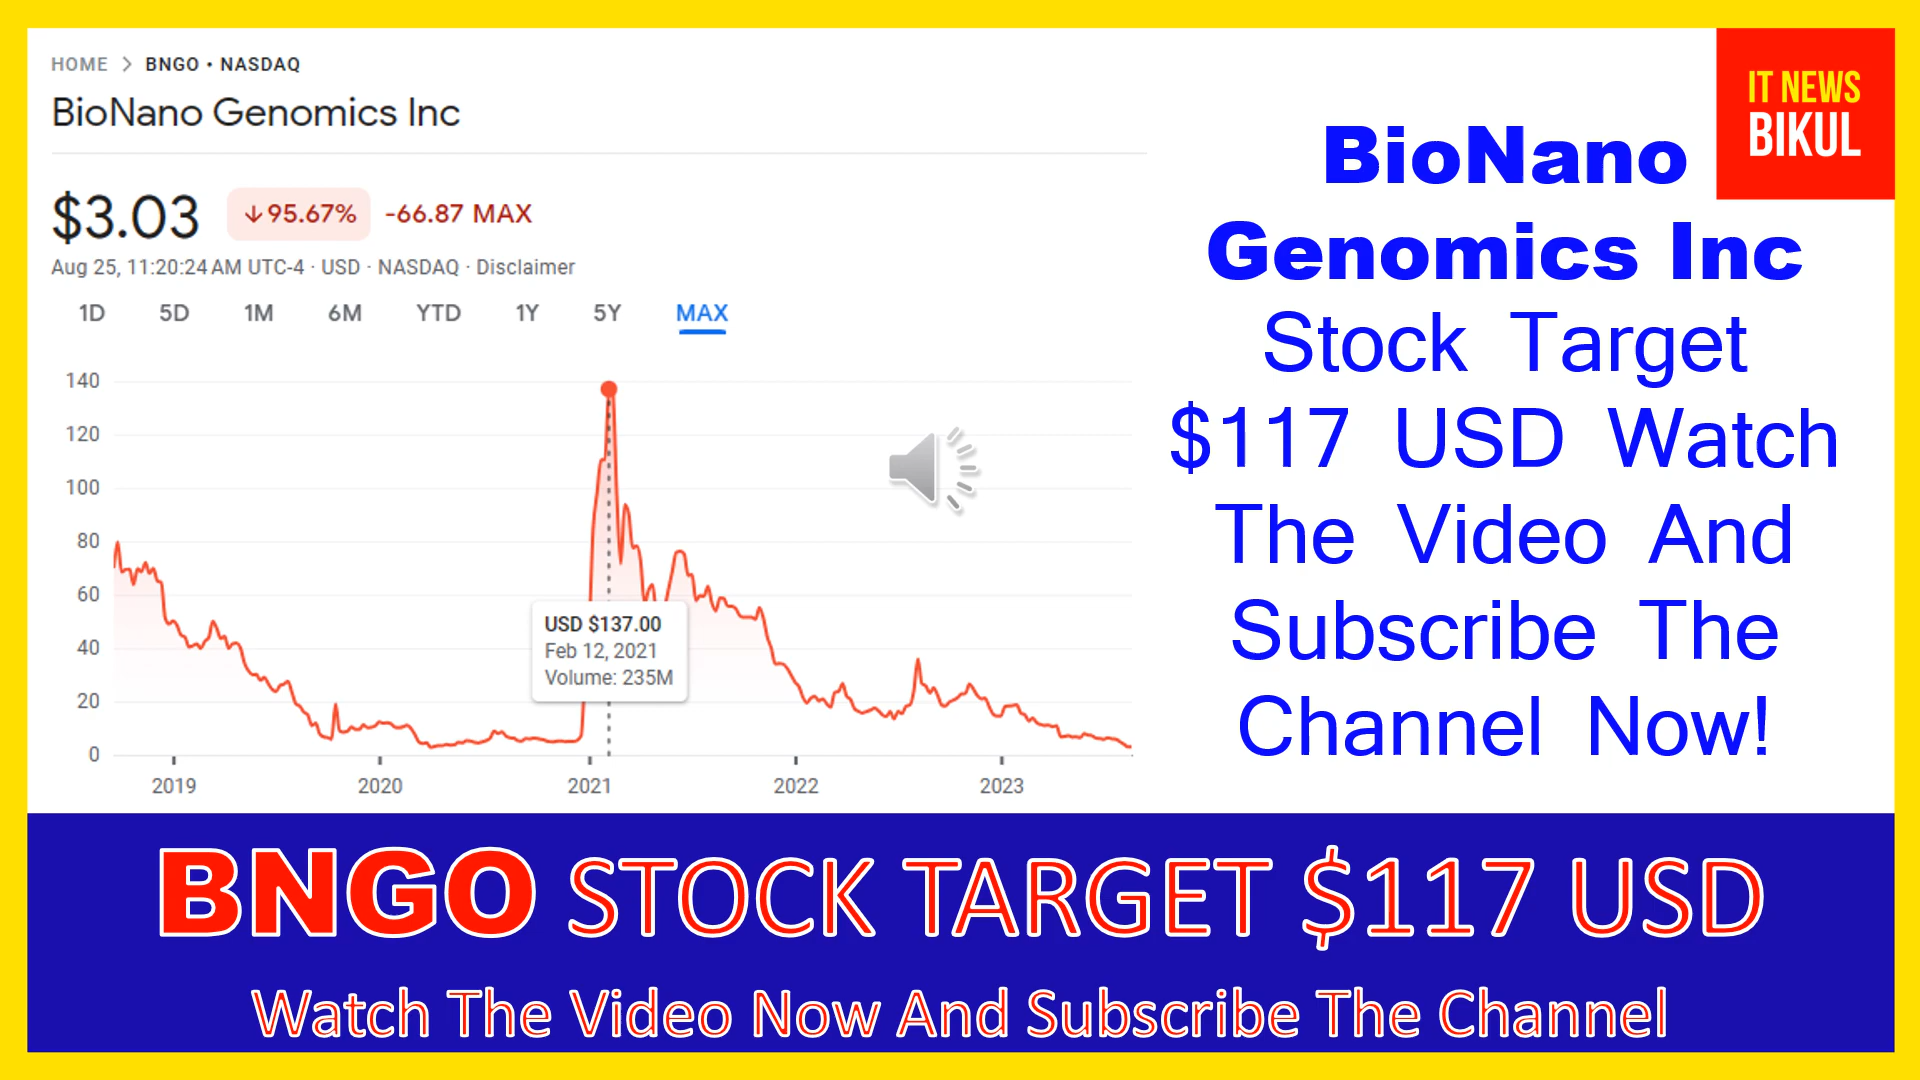 HOME > BNGO • NASDAQ
BioNano Genomics Inc
$3.03 ↓95.67% -66.87 MAX
Aug 25, 11:20:24 AM UTC-4 · USD · NASDAQ · Disclaimer
1D 5D 1M 6M YTD 1Y 5Y MAX
140
120
100
80
60
40
20
0
USD $137.00
Feb 12, 2021
Volume: 235M
2019 2020 2021 2022 2023
IT NEWS
BIKUL
BioNano
Genomics Inc
Stock Target
$117 USD Watch
The Video And
Subscribe The
Channel Now!
BNGO STOCK TARGET $117 USD
Watch The Video Now And Subscribe The Channel